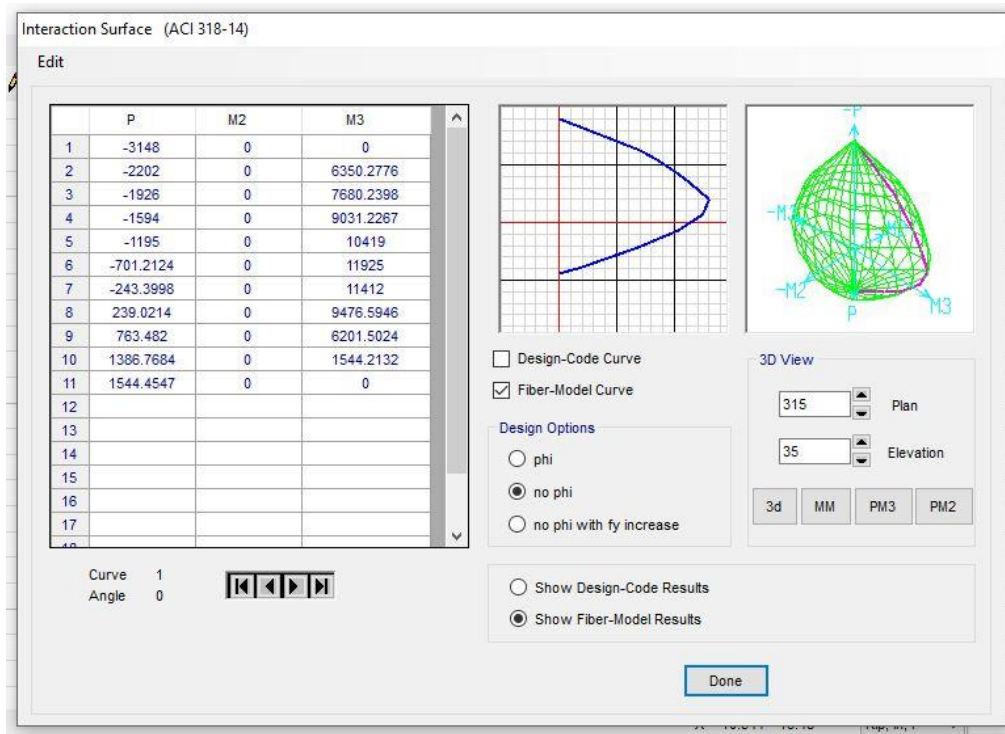 Interaction Surface (ACI 318-14)
Edit
P M2 M3
1 -3148 0 0
2 -2202 0 6350.2776
3 -1926 0 7680.2398
4 -1594 0 9031.2267
5 -1195 0 10419
6 -701.2124 0 11925
7 -243.3998 0 11412
8 239.0214 0 9476.5946
9 763.482 0 6201.5024
10 1386.7684 0 1544.2132
11 1544.4547 0 0
12
13
14
15
16
17
Curve 1
Angle 0
-P
-M3
-M2
P
M3
Design-Code Curve
Fiber-Model Curve
Design Options
phi
no phi
no phi with fy increase
3D View
315 Plan
35 Elevation
3d MM PM3 PM2
Show Design-Code Results
Show Fiber-Model Results
Done